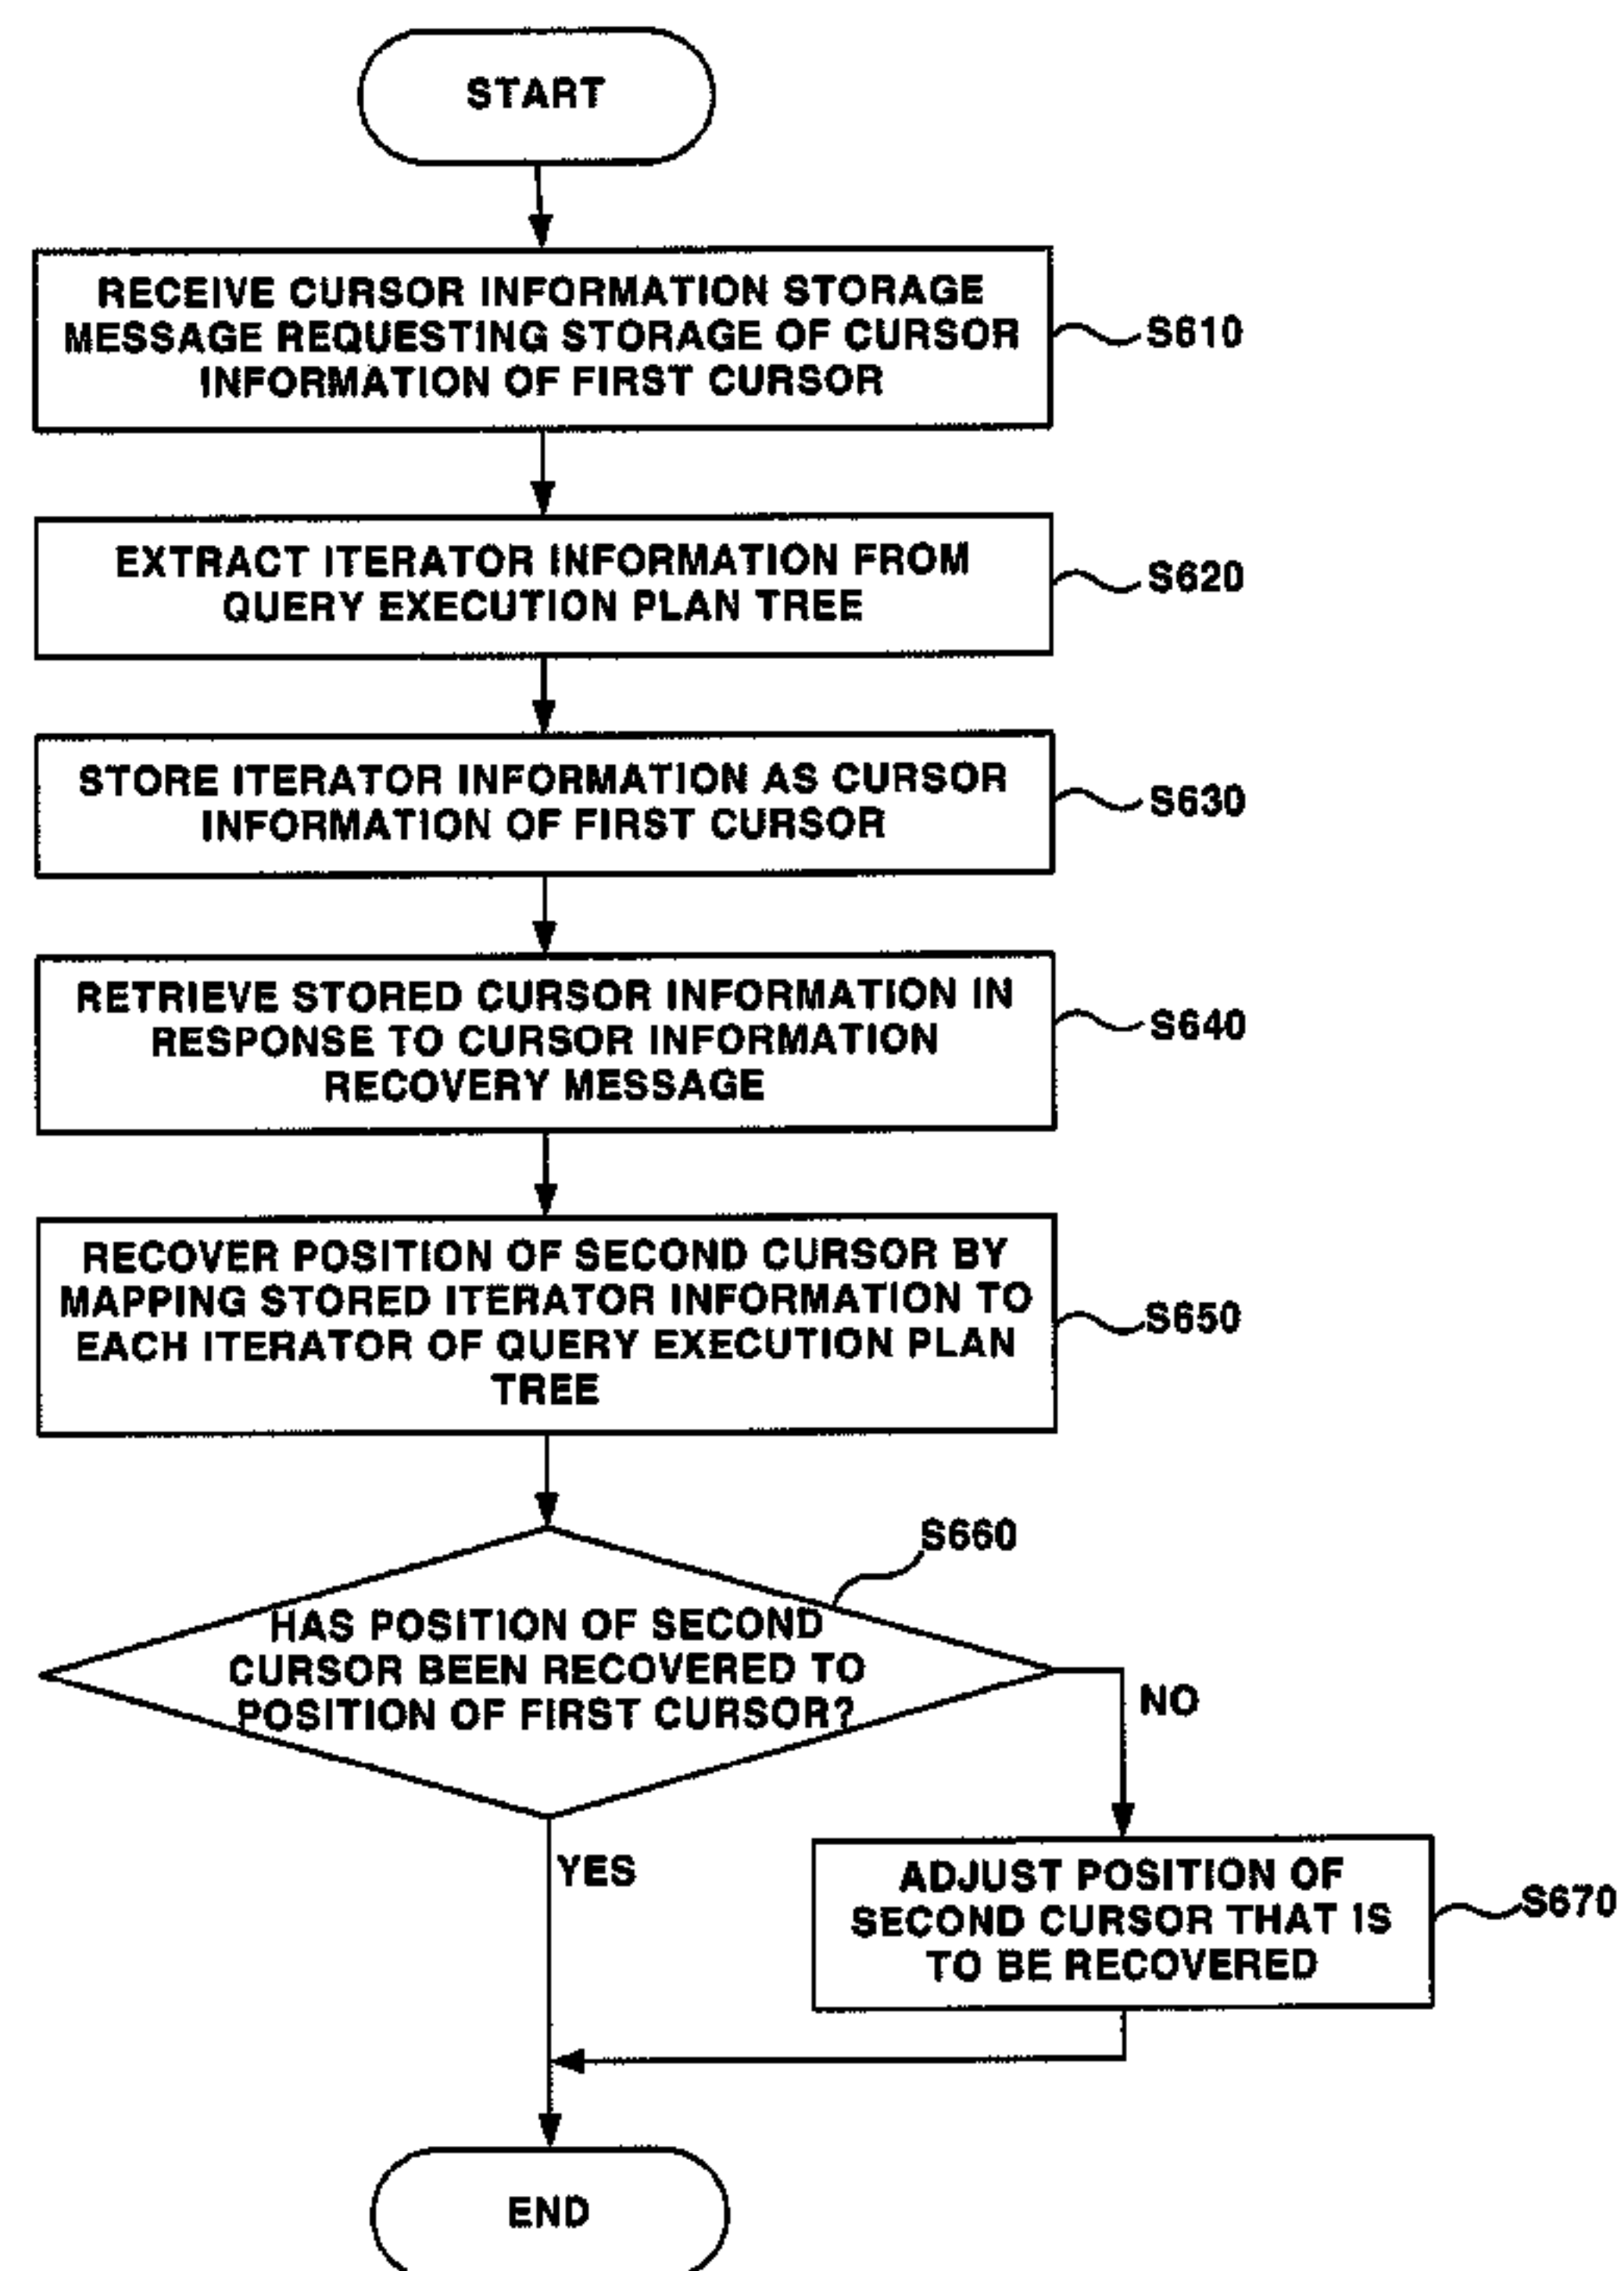 START
RECEIVE CURSOR INFORMATION STORAGE
MESSAGE REQUESTING STORAGE OF CURSOR
INFORMATION OF FIRST CURSOR
S610
EXTRACT ITERATOR INFORMATION FROM
QUERY EXECUTION PLAN TREE
S620
STORE ITERATOR INFORMATION AS CURSOR
INFORMATION OF FIRST CURSOR
S630
RETRIEVE STORED CURSOR INFORMATION IN
RESPONSE TO CURSOR INFORMATION
RECOVERY MESSAGE
S640
RECOVER POSITION OF SECOND CURSOR BY
MAPPING STORED ITERATOR INFORMATION TO
EACH ITERATOR OF QUERY EXECUTION PLAN
TREE
S650
S660
HAS POSITION OF SECOND
CURSOR BEEN RECOVERED TO
POSITION OF FIRST CURSOR?
NO
YES
ADJUST POSITION OF
SECOND CURSOR THAT IS
TO BE RECOVERED
S670
END